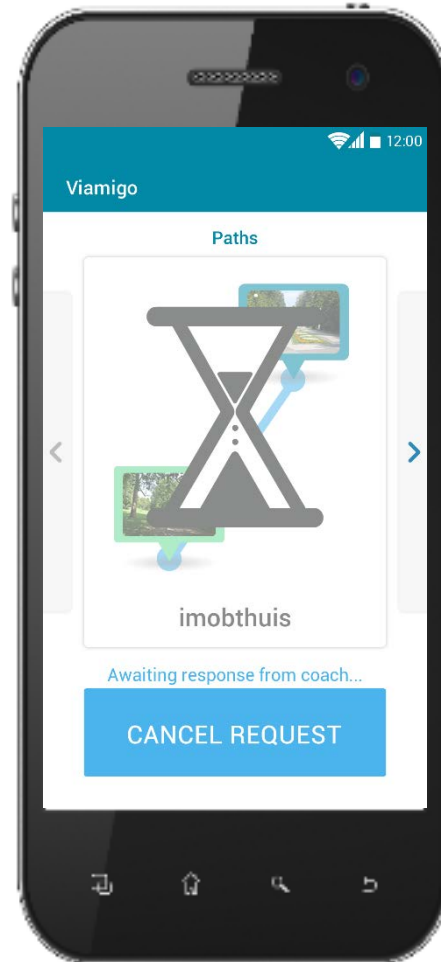 12:00
Viamigo
Paths
imobthuis
Awaiting response from coach...
CANCEL REQUEST